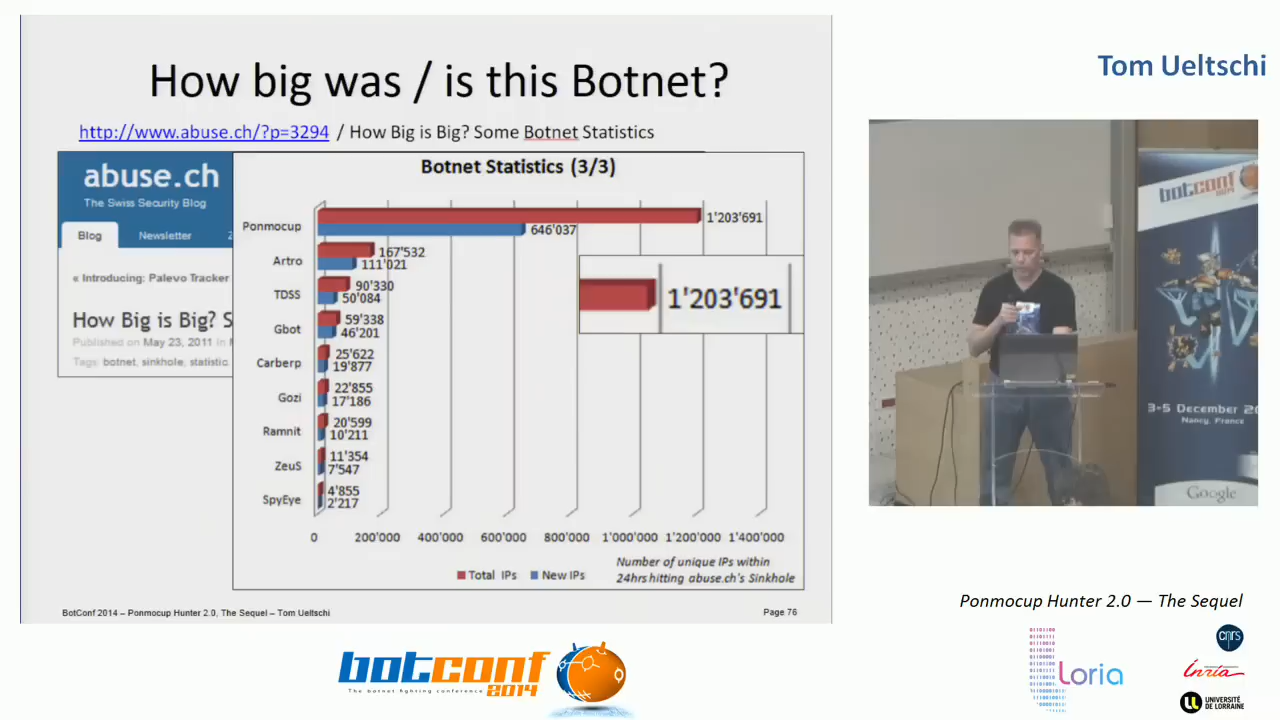 How big was / is this Botnet?
http://www.abuse.ch/?p=3294 / How Big is Big? Some Botnet Statistics
abuse.ch
The Swiss Security Blog
Blog
Newsletter
2
« Introducing: Palevo Tracker
How Big is Big? S
Published on May 23, 2011 in
Tags: botnet, sinkhole, statistic
Botnet Statistics (3/3)
Ponmocup
1'203'691
646'037
Artro
167'532
111'021
TDSS
90'330
50'084
Gbot
59'338
46'201
Carberp
25'622
19'877
Gozi
22'855
17'186
Ramnit
20'599
10'211
ZeuS
11'354
7'547
SpyEye
4'855
2'217
1'203'691
0 200'000 400'000 600'000 800'000 1'000'000 1'200'000 1'400'000
Total IPs New IPs
Number of unique IPs within
24hrs hitting abuse.ch's Sinkhole
BotConf 2014 – Ponmocup Hunter 2.0, The Sequel – Tom Ueltschi
Page 76
Tom Ueltschi
botconf
2014
3-5 December 20
Nancy, France
Google
Ponmocup Hunter 2.0 — The Sequel
botconf
The botnet fighting conference
2014
Loria
cnrs
Inria
UNIVERSITÉ
DE LORRAINE